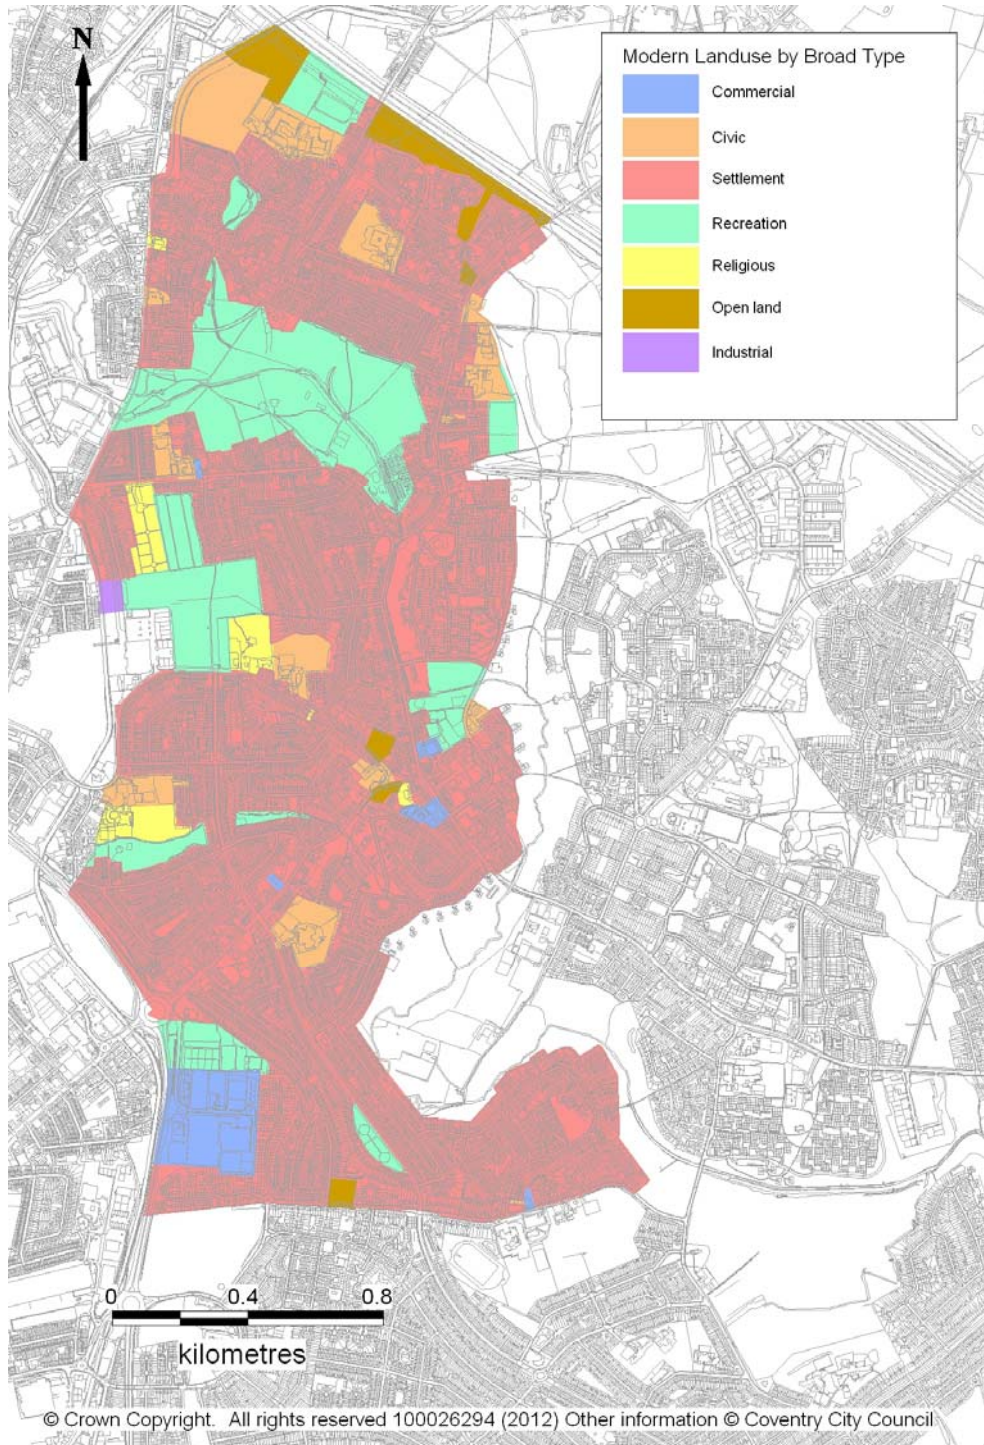 N
Modern Landuse by Broad Type
Commercial
Civic
Settlement
Recreation
Religious
Open land
Industrial
0 0.4 0.8
kilometres
© Crown Copyright. All rights reserved 100026294 (2012) Other information © Coventry City Council